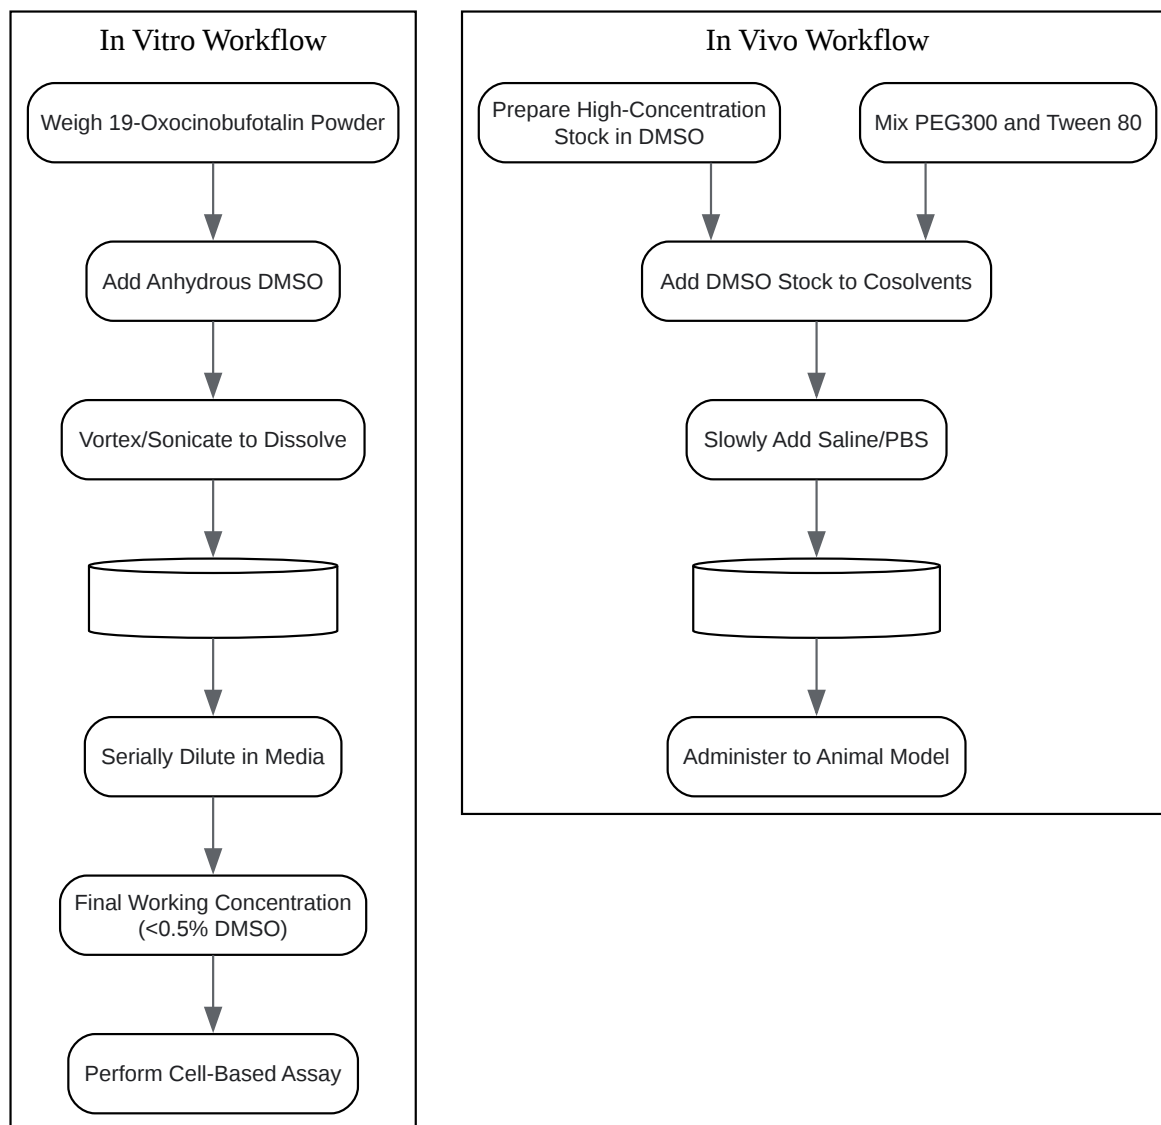 In Vitro Workflow
Weigh 19-Oxocinobufotalin Powder
Add Anhydrous DMSO
Vortex/Sonicate to Dissolve
Serially Dilute in Media
Final Working Concentration
(<0.5% DMSO)
Perform Cell-Based Assay
In Vivo Workflow
Prepare High-Concentration
Stock in DMSO
Mix PEG300 and Tween 80
Add DMSO Stock to Cosolvents
Slowly Add Saline/PBS
Administer to Animal Model